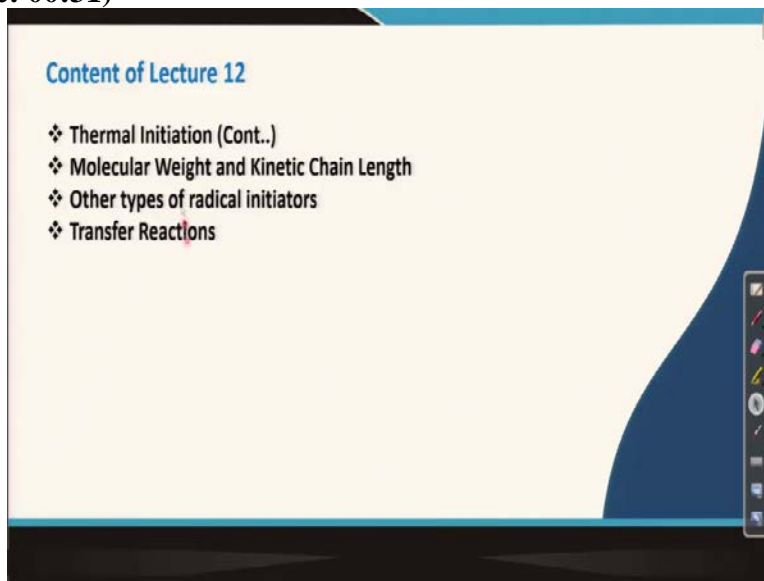 Content of Lecture 12
❖ Thermal Initiation (Cont..)
❖ Molecular Weight and Kinetic Chain Length
❖ Other types of radical initiators
❖ Transfer Reactions